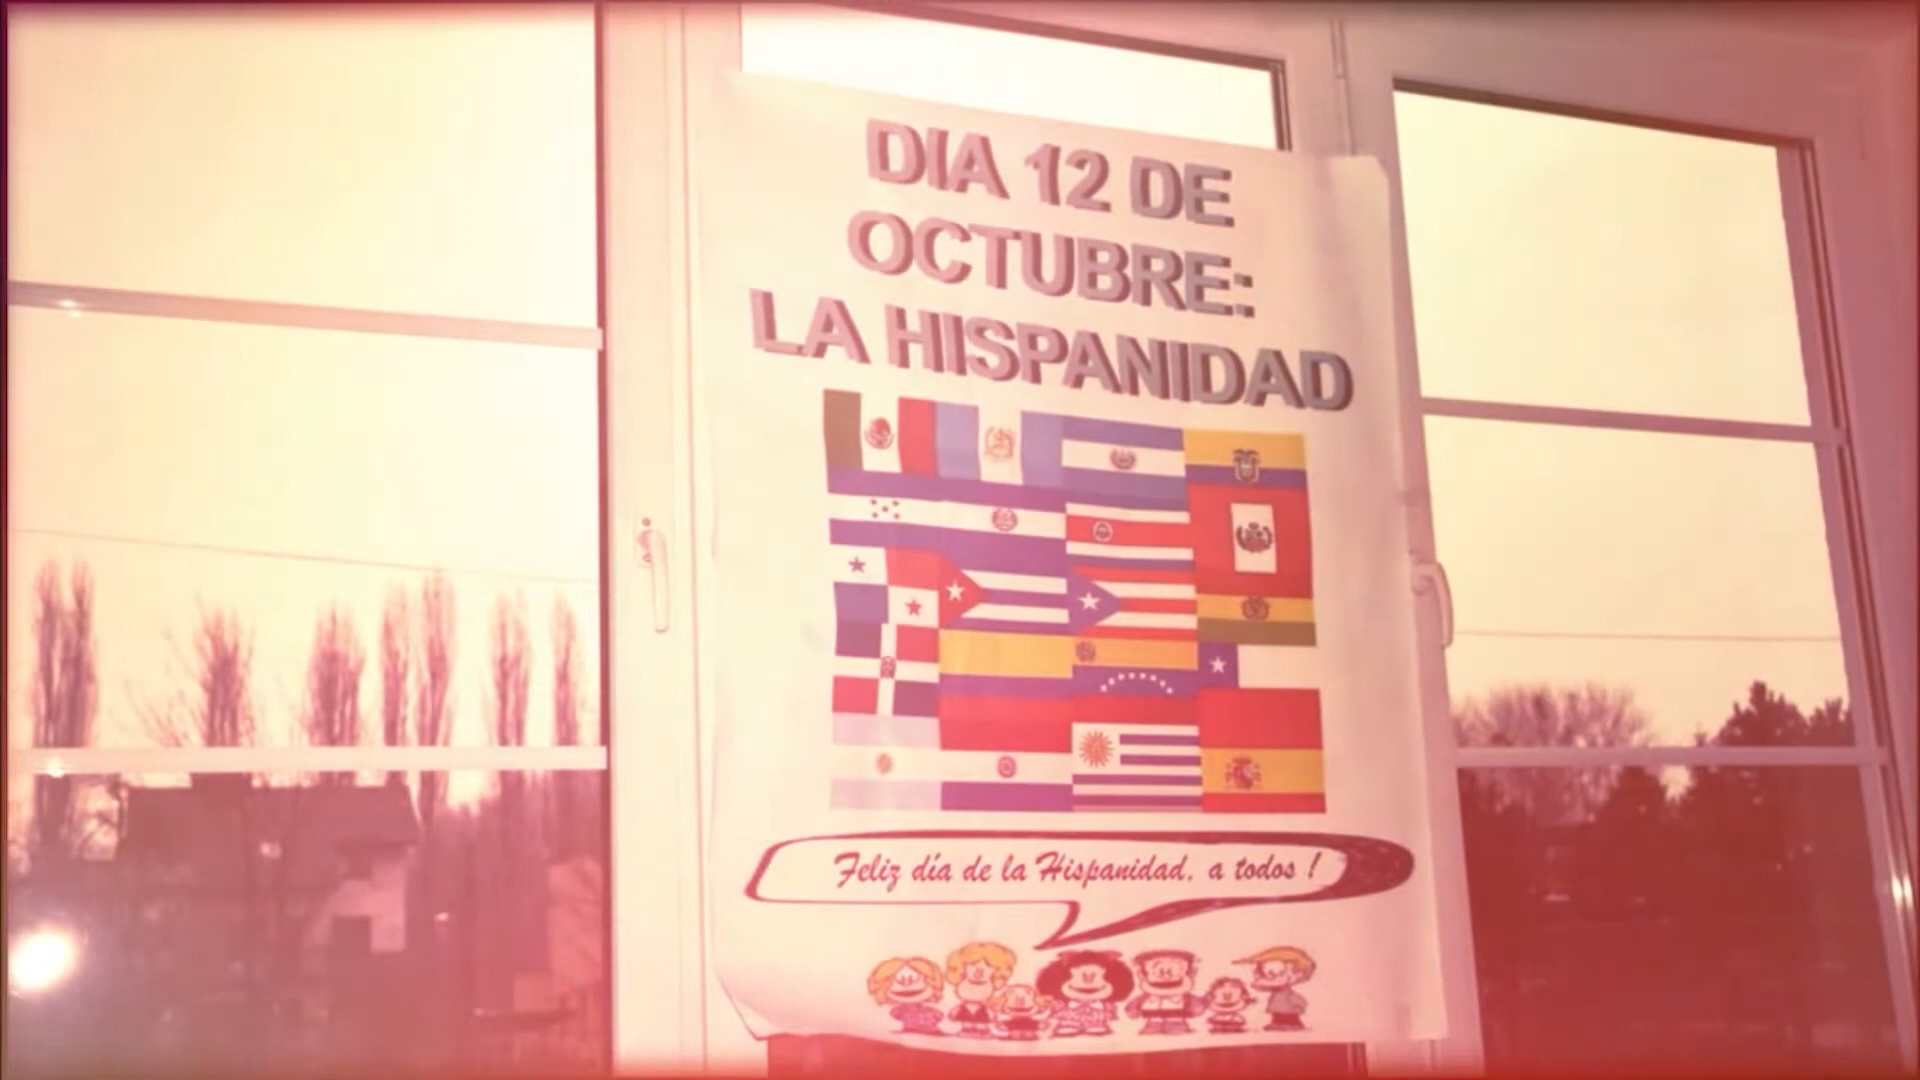 DIA 12 DE
OCTUBRE:
LA HISPANIDAD
Feliz día de la Hispanidad, a todos !